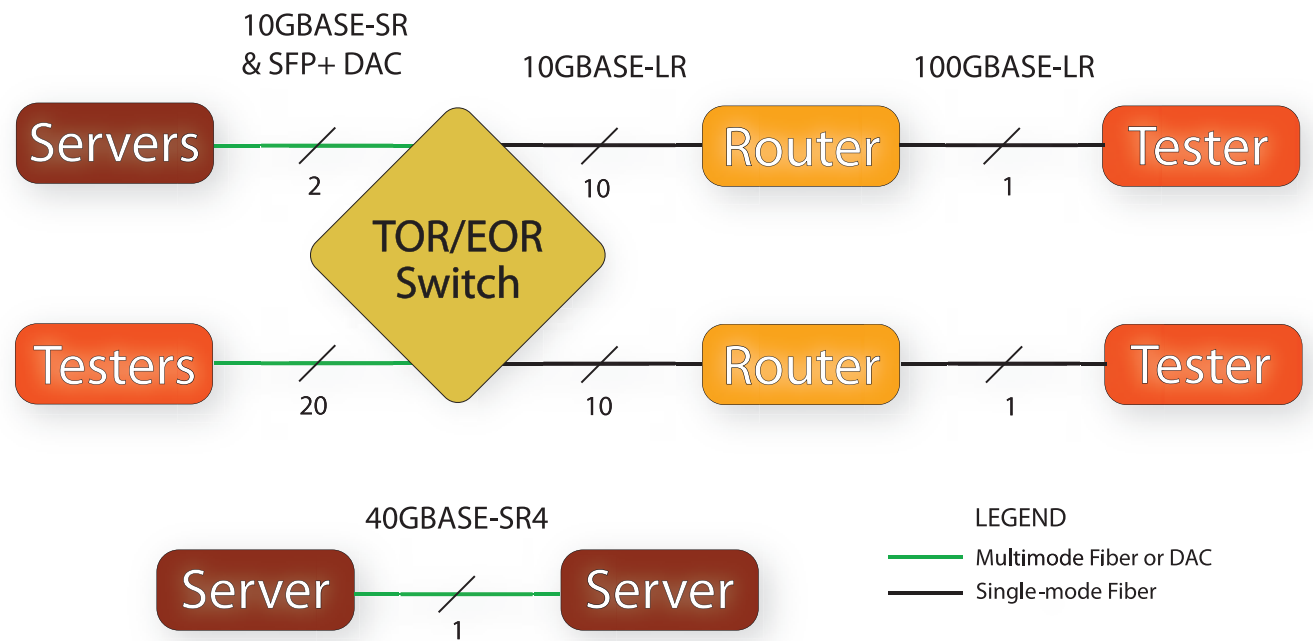 10GBASE-SR
& SFP+ DAC
10GBASE-LR
100GBASE-LR
Servers
2
TOR/EOR
Switch
10
Router
1
Tester
Testers
20
10
Router
1
Tester
40GBASE-SR4
Server
1
Server
LEGEND
Multimode Fiber or DAC
Single-mode Fiber